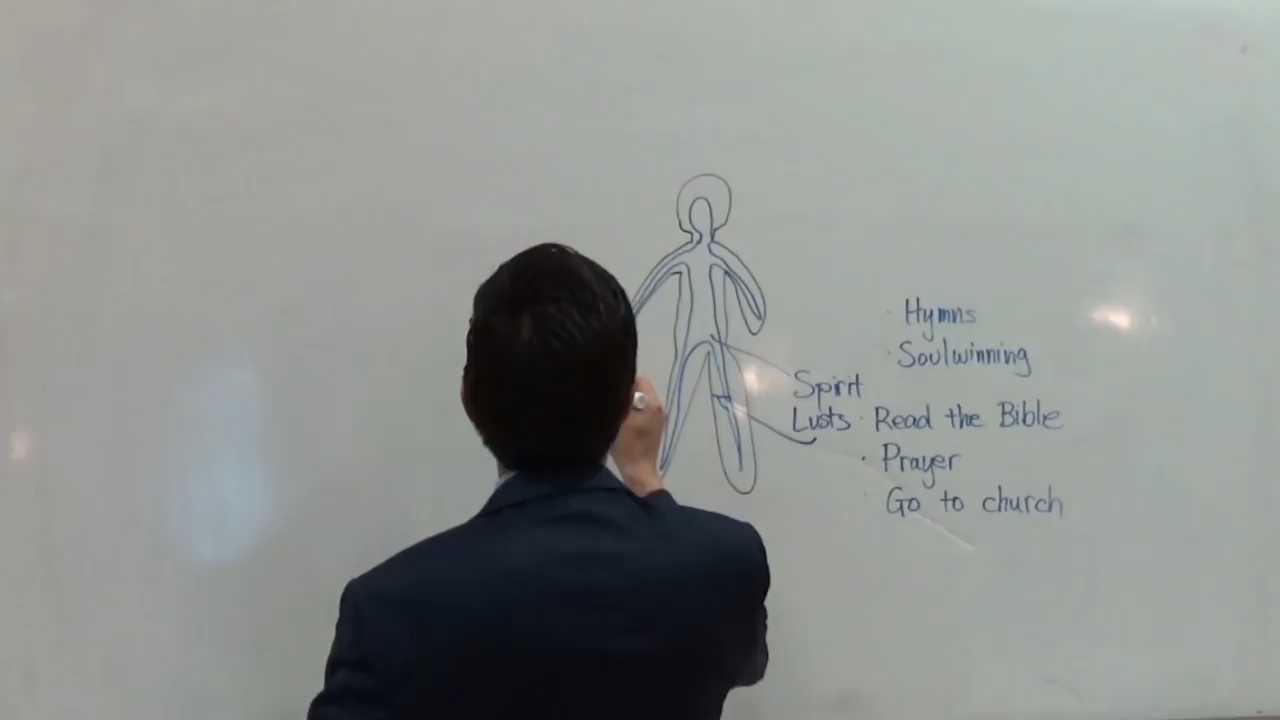 Hymns
Soulwinning
Spirit
Lusts · Read the Bible
· Prayer
Go to church